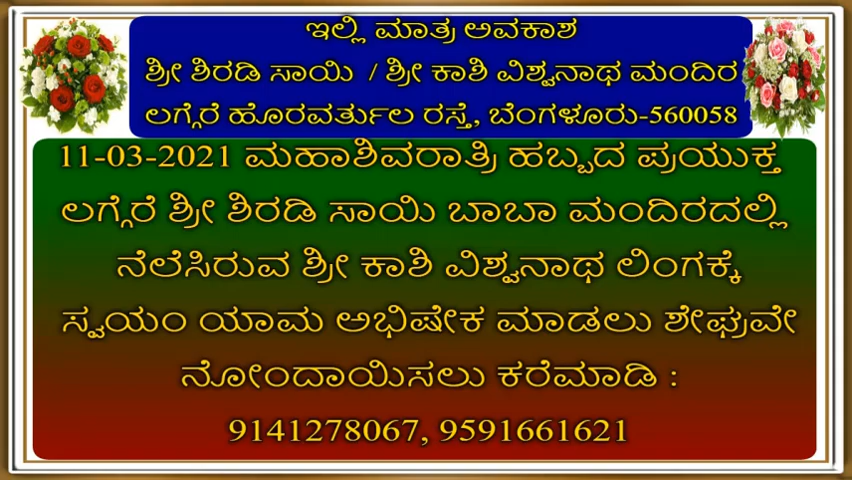 ಇಲ್ಲಿ ಮಾತ್ರ ಅವಕಾಶ
ಶ್ರೀ ಶಿರಡಿ ಸಾಯಿ / ಶ್ರೀ ಕಾಶಿ ವಿಶ್ವನಾಥ ಮಂದಿರ
ಲಗ್ಗೆರೆ ಹೊರವರ್ತುಲ ರಸ್ತೆ, ಬೆಂಗಳೂರು-560058
11-03-2021 ಮಹಾಶಿವರಾತ್ರಿ ಹಬ್ಬದ ಪ್ರಯುಕ್ತ
ಲಗ್ಗೆರೆ ಶ್ರೀ ಶಿರಡಿ ಸಾಯಿ ಬಾಬಾ ಮಂದಿರದಲ್ಲಿ
ನೆಲೆಸಿರುವ ಶ್ರೀ ಕಾಶಿ ವಿಶ್ವನಾಥ ಲಿಂಗಕ್ಕೆ
ಸ್ವಯಂ ಯಾಮ ಅಭಿಷೇಕ ಮಾಡಲು ಶೇಘ್ರವೇ
ನೋಂದಾಯಿಸಲು ಕರೆಮಾಡಿ :
9141278067, 9591661621